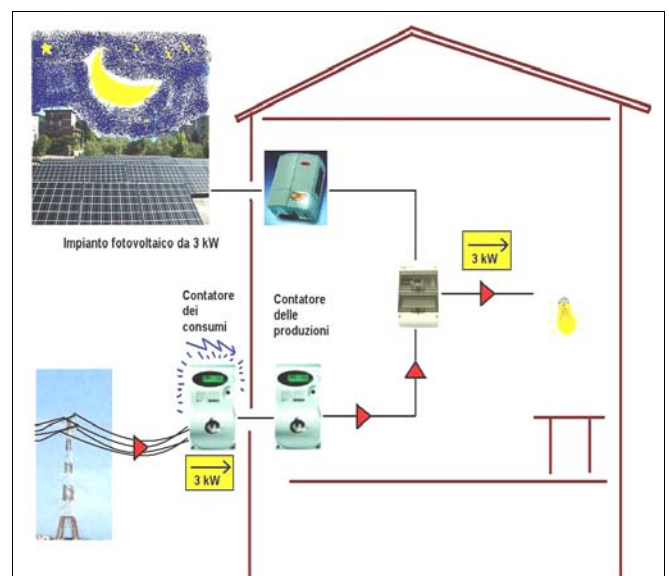 Impianto fotovoltaico da 3 kW
3 kW
Contatore
dei
consumi
Contatore
delle
produzioni
3 kW